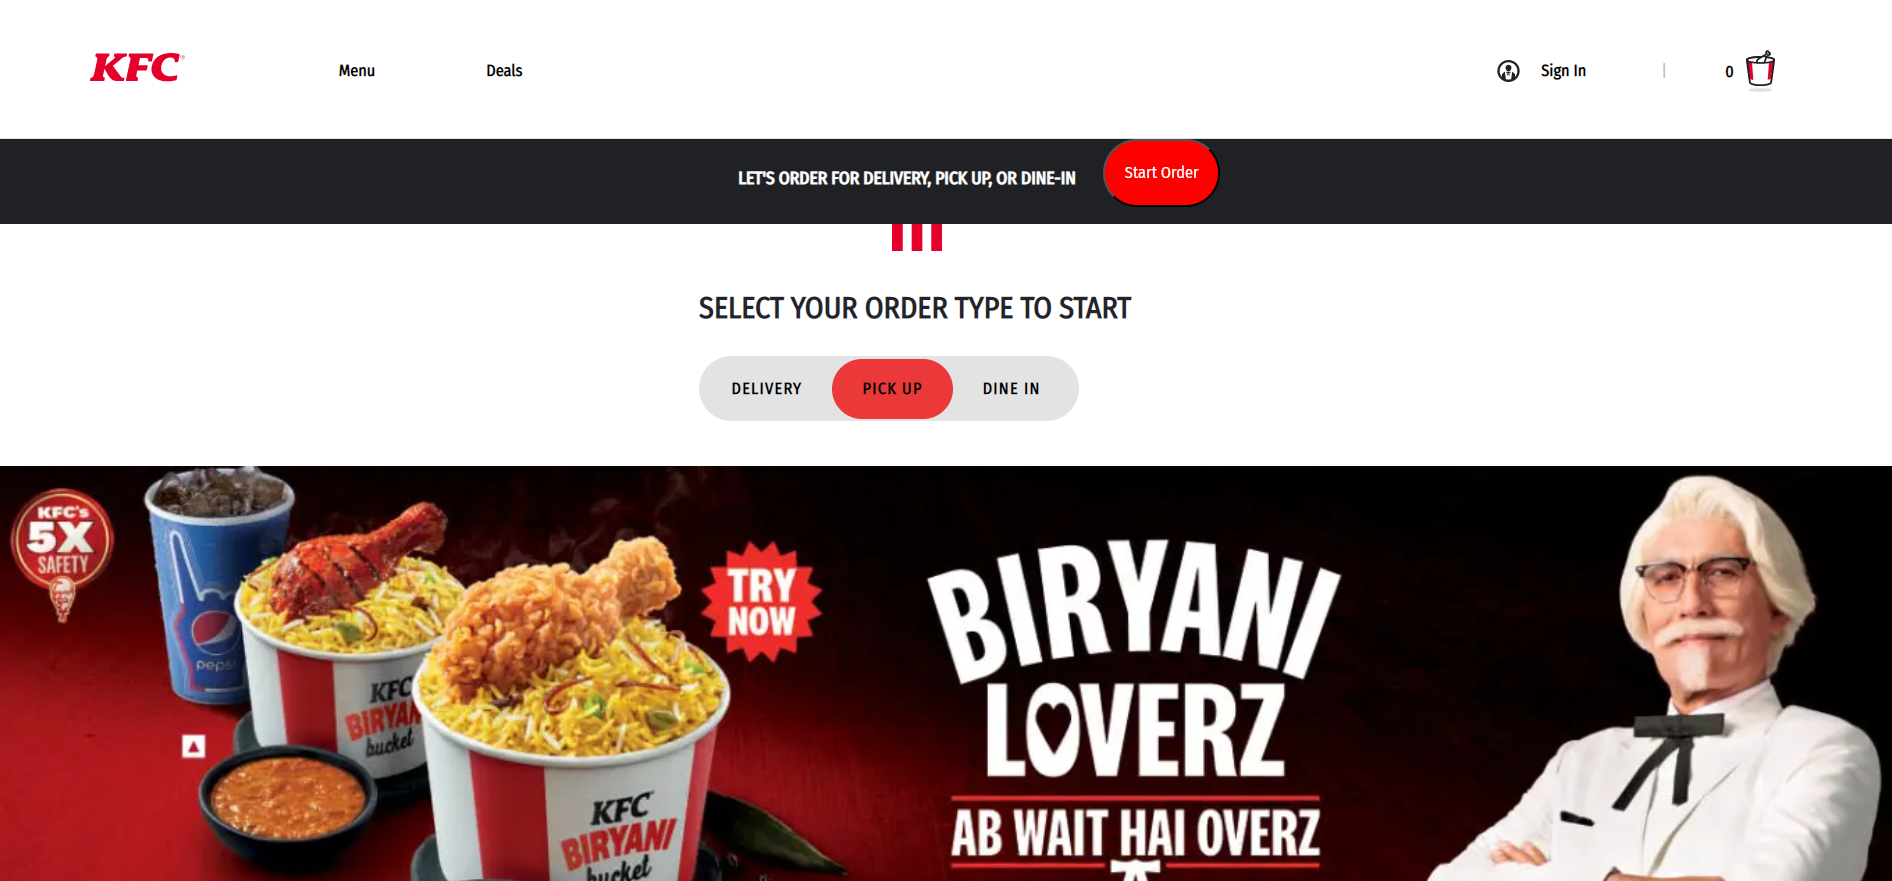 KFC
Menu
Deals
Sign In
0
LET'S ORDER FOR DELIVERY, PICK UP, OR DINE-IN
Start Order
SELECT YOUR ORDER TYPE TO START
DELIVERY
PICK UP
DINE IN
KFC's
5X
SAFETY
pepsi
KFC
BIRYAN
bucket
KFC
BIRYANI
bucket
TRY
NOW
BIRYANI
LOVERZ
AB WAIT HAI OVERZ